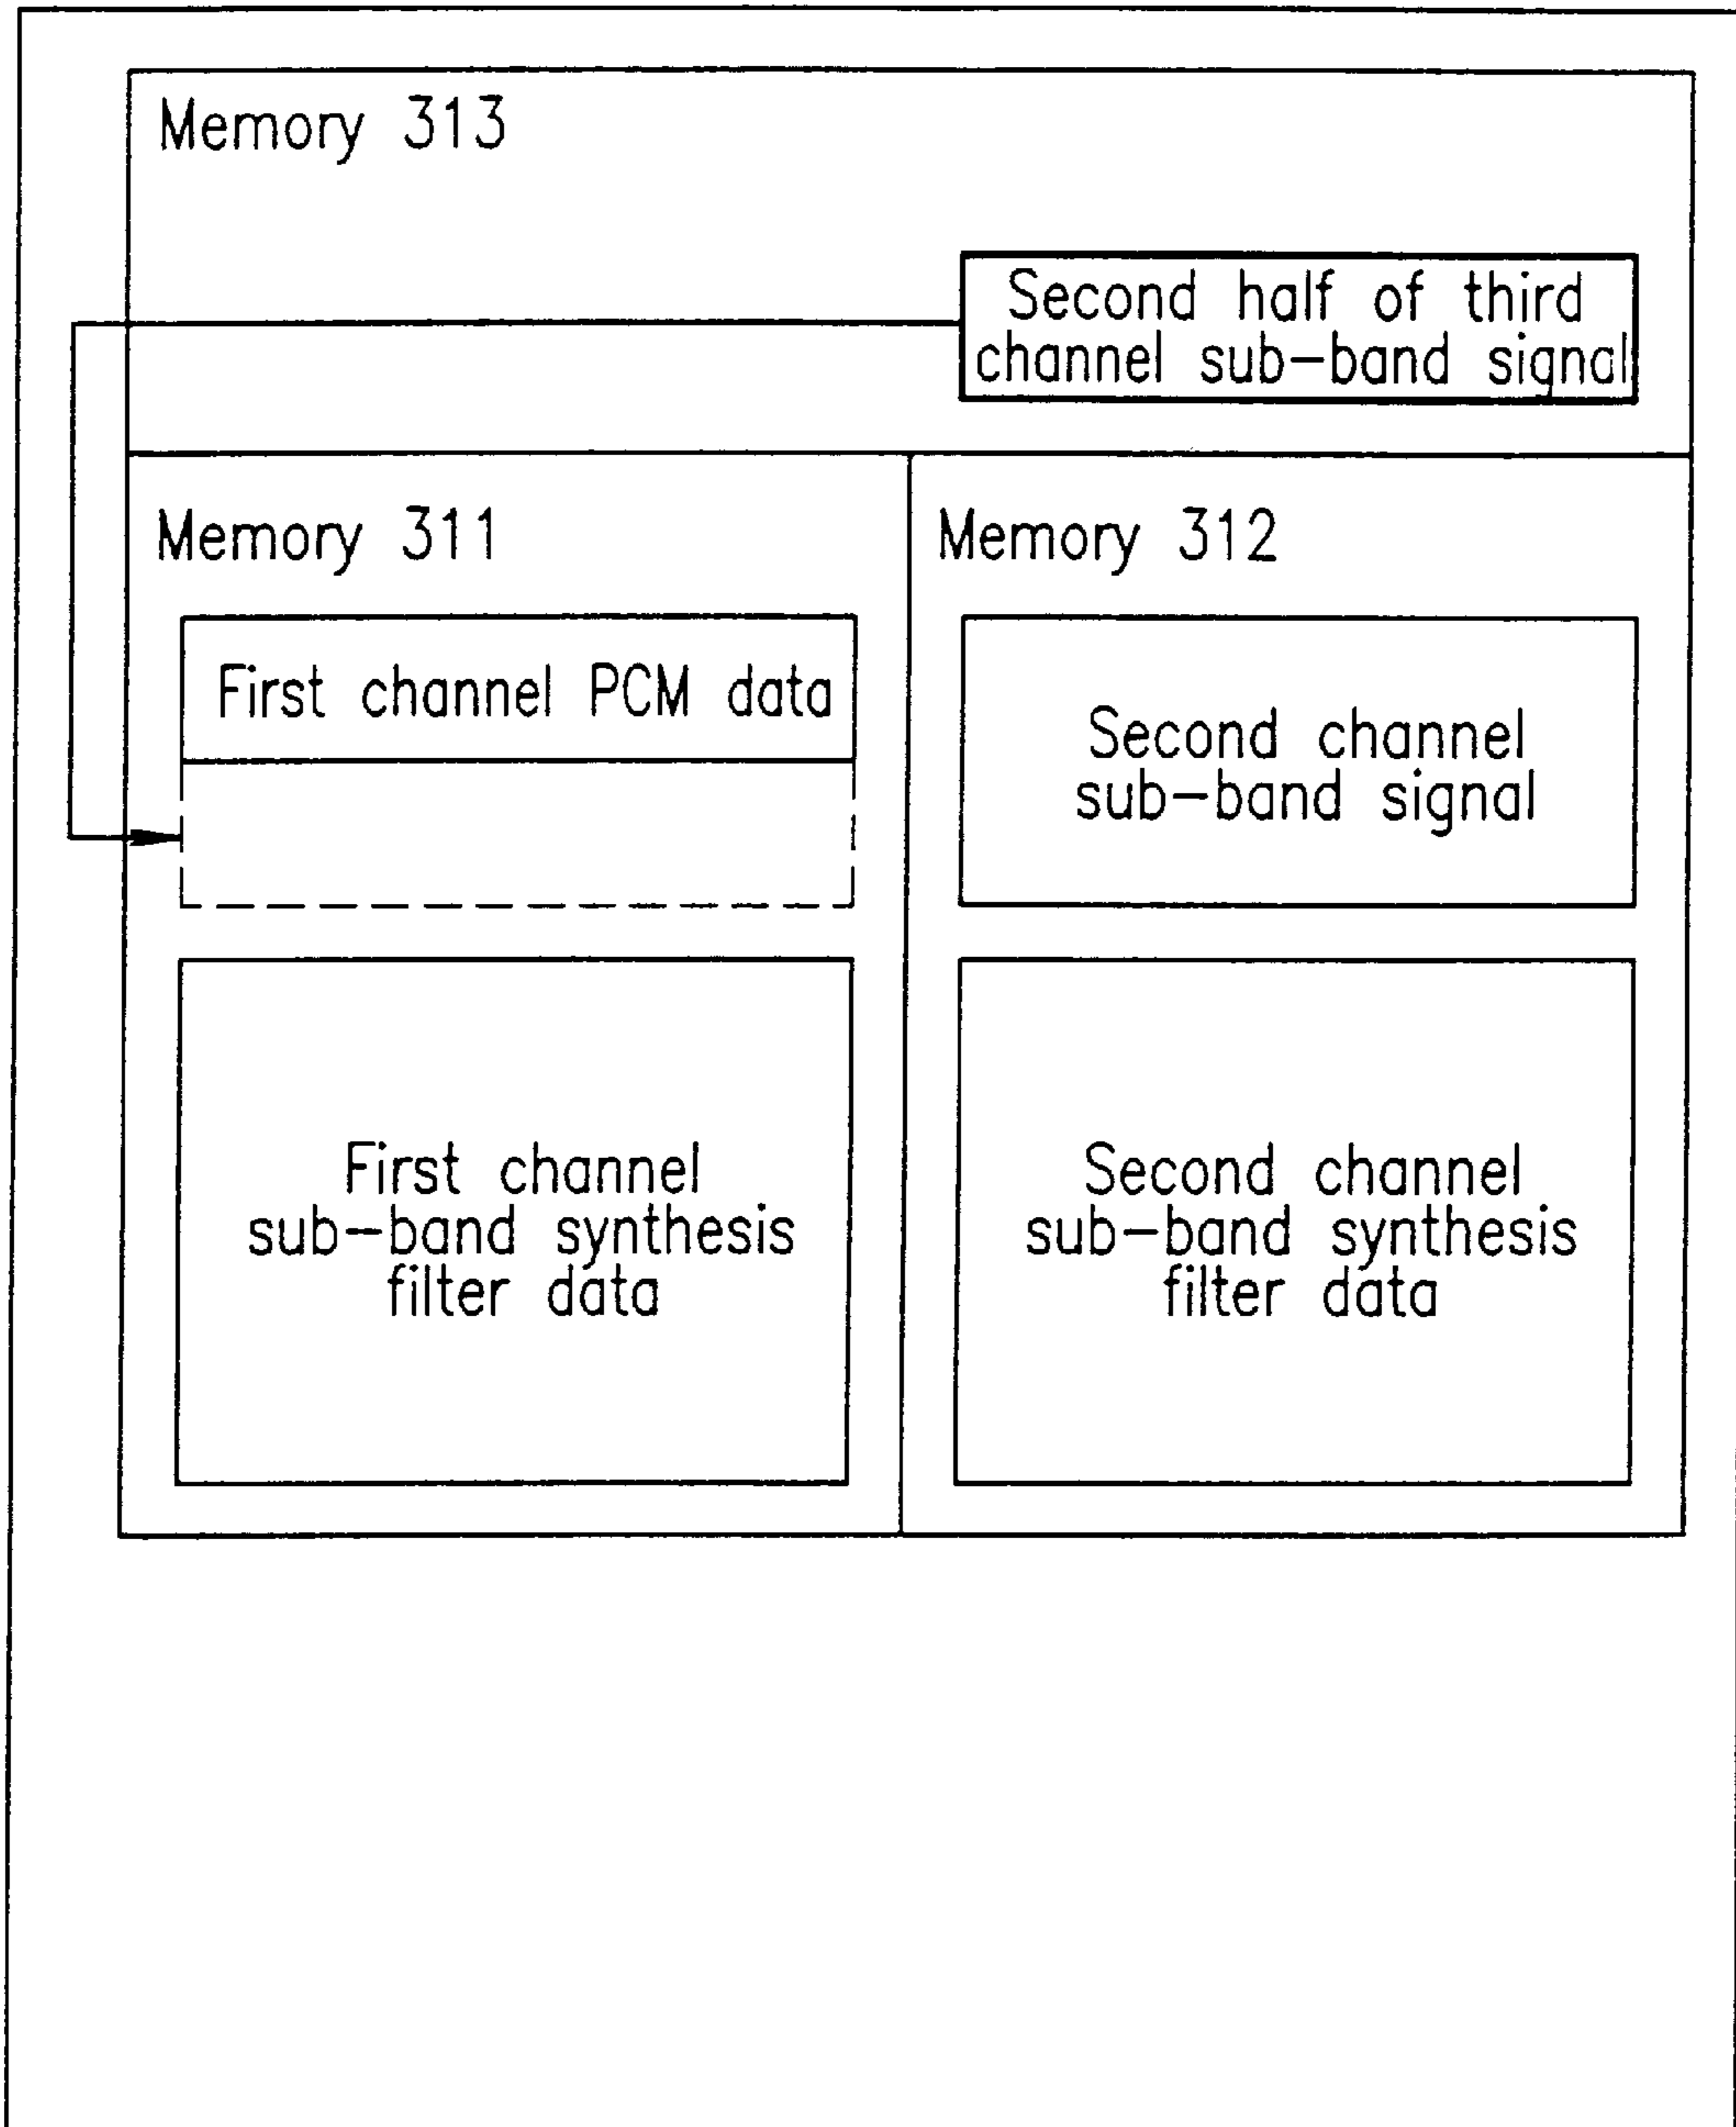 Memory 313
Second half of third
channel sub-band signal
Memory 311
First channel PCM data
First channel
sub-band synthesis
filter data
Memory 312
Second channel
sub-band signal
Second channel
sub-band synthesis
filter data